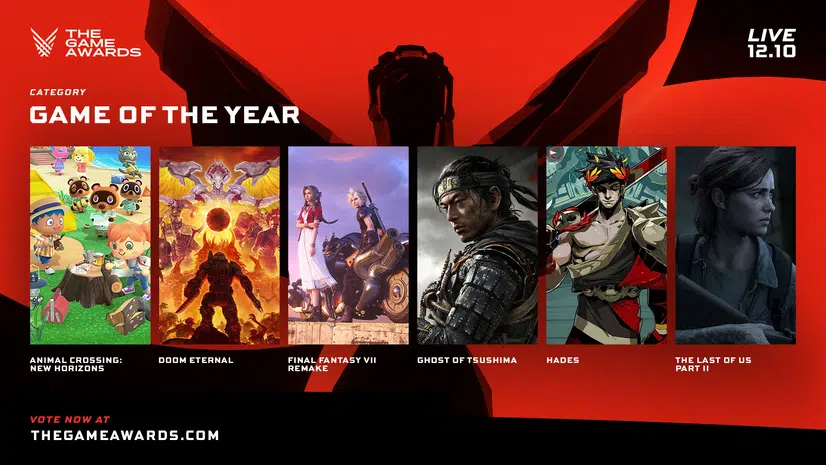 THE
GAME
AWARDS
LIVE
12.10
CATEGORY
GAME OF THE YEAR
ANIMAL CROSSING:
NEW HORIZONS
DOOM ETERNAL
FINAL FANTASY VII
REMAKE
GHOST OF TSUSHIMA
HADES
THE LAST OF US
PART II
VOTE NOW AT
THEGAMEAWARDS.COM